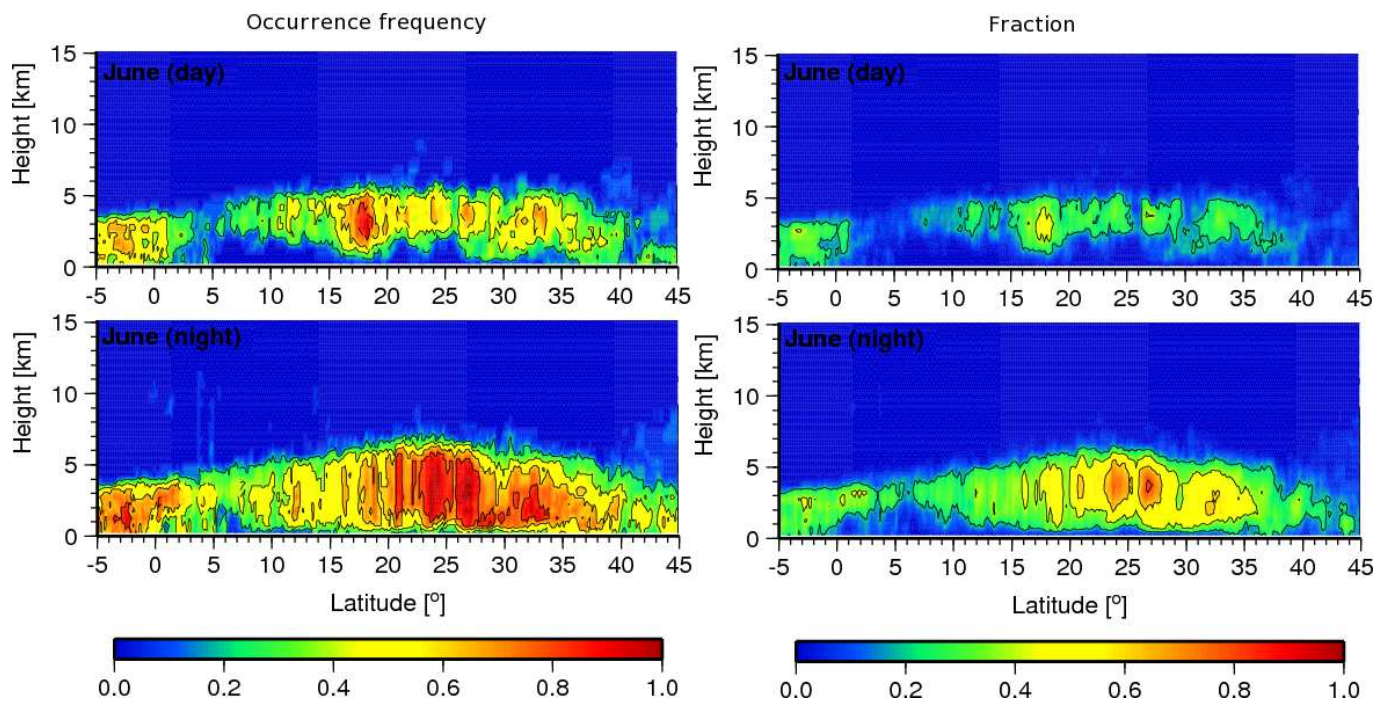 Occurrence frequency
Fraction
June (day)
Height [km]
15
10
5
0
-5 0 5 10 15 20 25 30 35 40 45
June (day)
Height [km]
15
10
5
0
-5 0 5 10 15 20 25 30 35 40 45
June (night)
Height [km]
15
10
5
0
-5 0 5 10 15 20 25 30 35 40 45
Latitude [o]
June (night)
Height [km]
15
10
5
0
-5 0 5 10 15 20 25 30 35 40 45
Latitude [o]
0.0 0.2 0.4 0.6 0.8 1.0
0.0 0.2 0.4 0.6 0.8 1.0